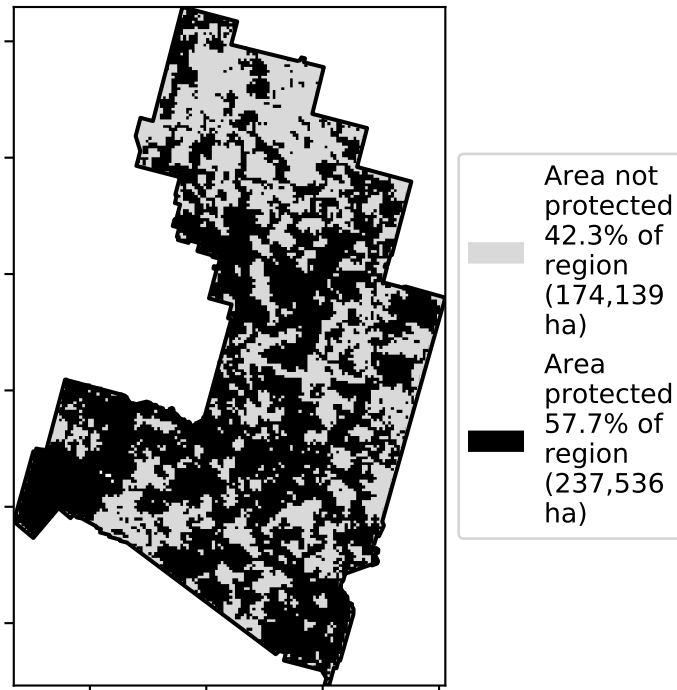 Area not
protected
42.3% of
region
(174,139
ha)
Area
protected
57.7% of
region
(237,536
ha)